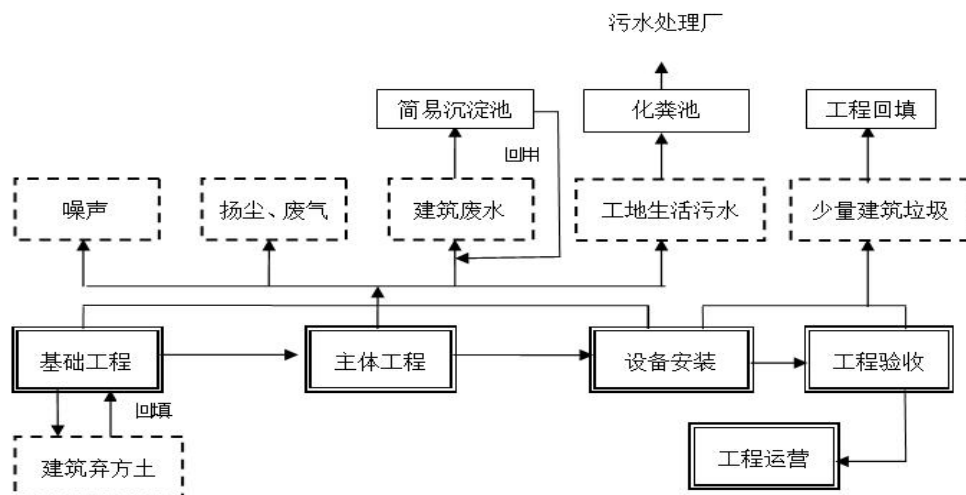 污水处理厂
简易沉淀池
化粪池
工程回填
回用
噪声
扬尘、废气
建筑废水
工地生活污水
少量建筑垃圾
基础工程
主体工程
设备安装
工程验收
回填
建筑弃方土
工程运营